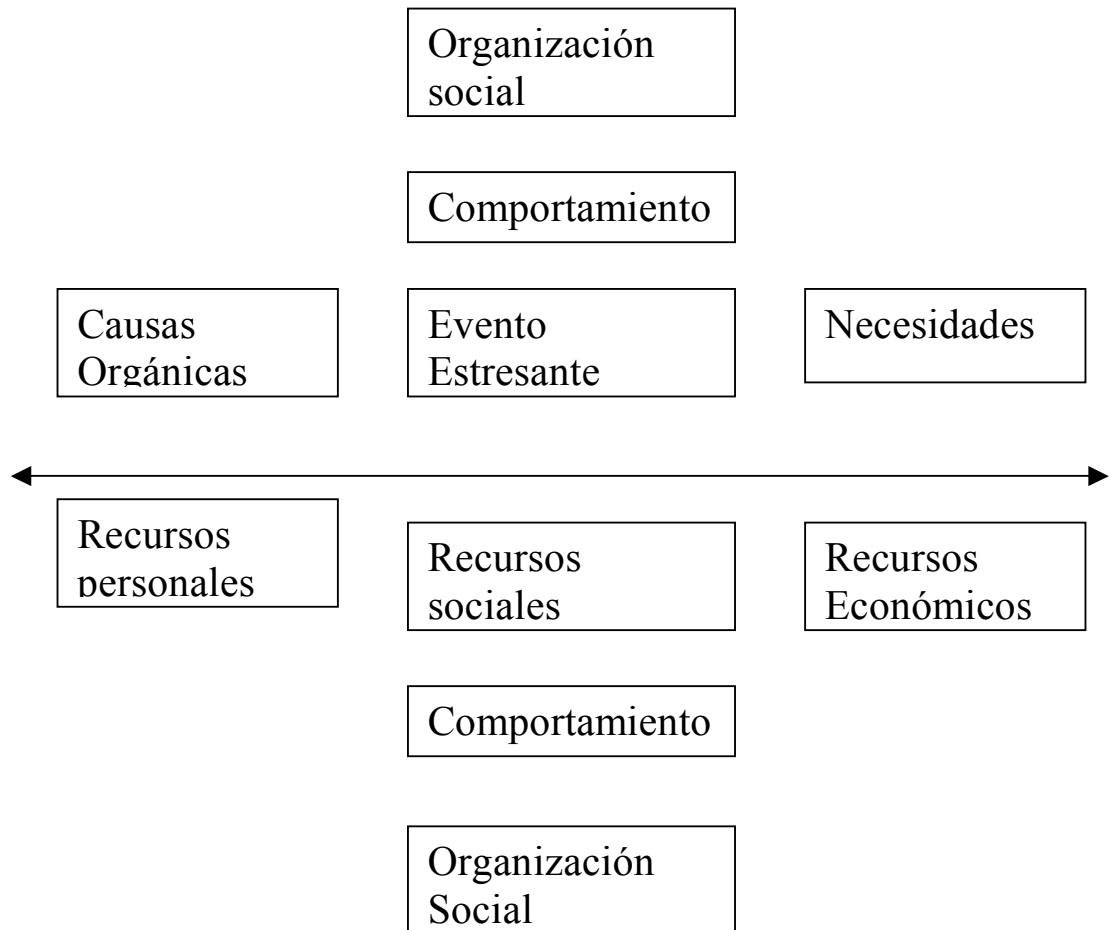 Organización
social
Comportamiento
Causas
Orgánicas
Evento
Estresante
Necesidades
Recursos
personales
Recursos
sociales
Recursos
Económicos
Comportamiento
Organización
Social